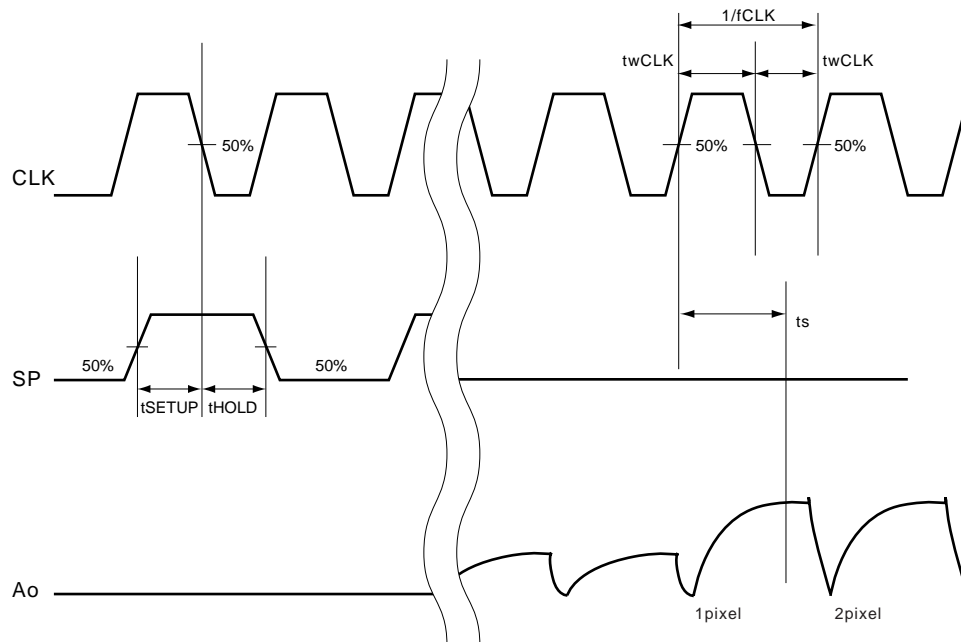 1/fCLK
twCLK twCLK
50% 50% 50%
CLK
ts
50% 50%
SP
tSETUP tHOLD
Ao
1pixel 2pixel